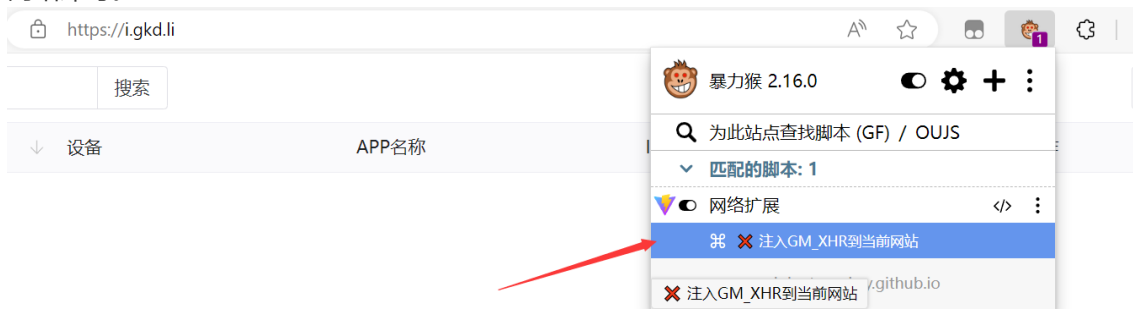 https://i.gkd.li
A
1
搜索
暴力猴 2.16.0
为此站点查找脚本 (GF) / OUJS
设备
APP名称
匹配的脚本: 1
网络扩展
</>
⌘ ❌ 注入GM_XHR到当前网站
.github.io
❌ 注入GM_XHR到当前网站